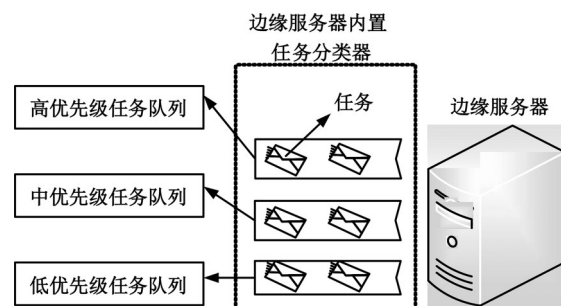 边缘服务器内置
任务分类器
高优先级任务队列
任务
边缘服务器
中优先级任务队列
低优先级任务队列